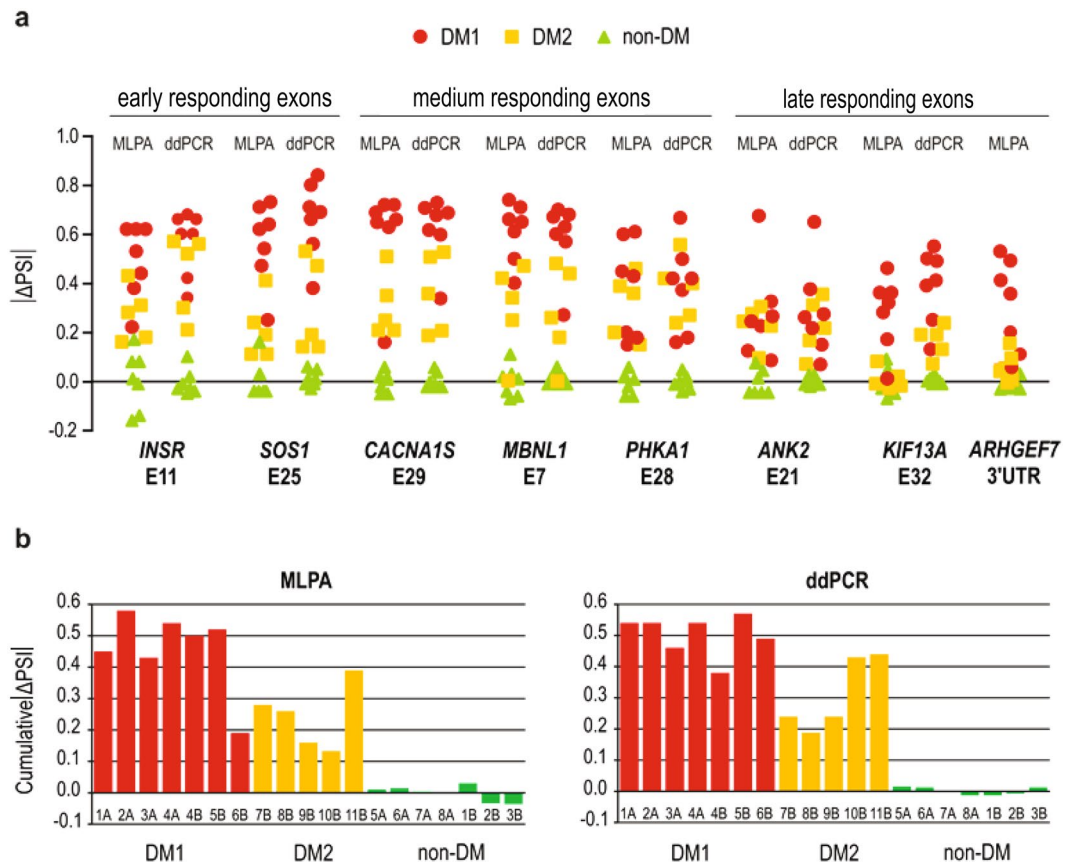 a
DM1 DM2 non-DM
early responding exons medium responding exons late responding exons
MLPA ddPCR MLPA ddPCR MLPA ddPCR MLPA ddPCR MLPA ddPCR MLPA ddPCR MLPA ddPCR MLPA
|ΔPSI|
1.0
0.8
0.6
0.4
0.2
0.0
-0.2
INSR SOS1 CACNA1S MBNL1 PHKA1 ANK2 KIF13A ARHGEF7
E11 E25 E29 E7 E28 E21 E32 3'UTR
b
MLPA
Cumulative|ΔPSI|
0.6
0.5
0.4
0.3
0.2
0.1
0.0
-0.1
1A 2A 3A 4A 4B 5B 6B 7B 8B 9B 10B 11B 5A 6A 7A 8A 1B 2B 3B
DM1 DM2 non-DM
ddPCR
0.6
0.5
0.4
0.3
0.2
0.1
0.0
-0.1
1A 2A 3A 4A 4B 5B 6B 7B 8B 9B 10B 11B 5A 6A 7A 8A 1B 2B 3B
DM1 DM2 non-DM